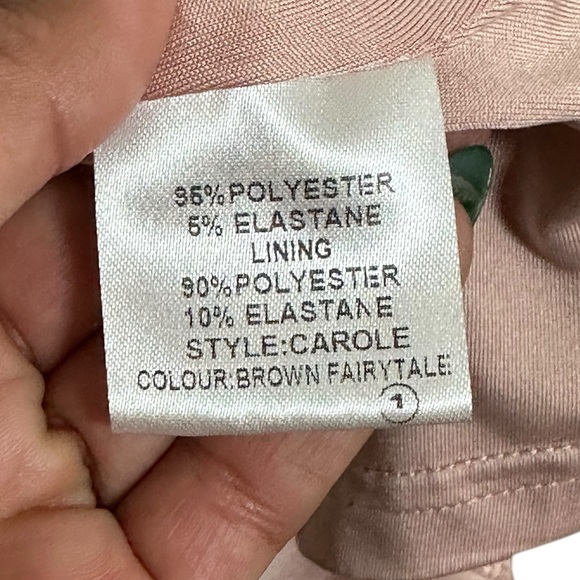 95%POLYESTER
5% ELASTANE
LINING
90%POLYESTER
10% ELASTANE
STYLE:CAROLE
COLOUR:BROWN FAIRYTALE
1